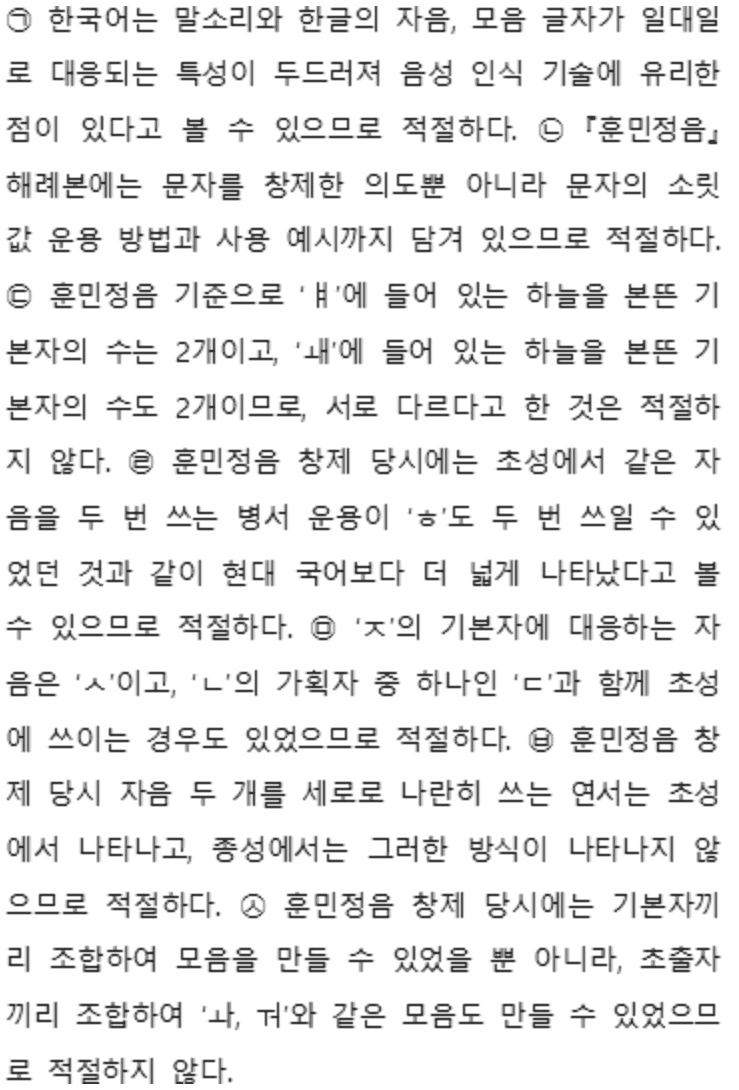 ㉠ 한국어는 말소리와 한글의 자음, 모음 글자가 일대일
로 대응되는 특성이 두드러져 음성 인식 기술에 유리한
점이 있다고 볼 수 있으므로 적절하다. ㉡ 『훈민정음』
해례본에는 문자를 창제한 의도뿐 아니라 문자의 소릿
값 운용 방법과 사용 예시까지 담겨 있으므로 적절하다.
㉢ 훈민정음 기준으로 ‘ㅒ’에 들어 있는 하늘을 본뜬 기
본자의 수는 2개이고, ‘ㅙ’에 들어 있는 하늘을 본뜬 기
본자의 수도 2개이므로, 서로 다르다고 한 것은 적절하
지 않다. ㉣ 훈민정음 창제 당시에는 초성에서 같은 자
음을 두 번 쓰는 병서 운용이 ‘ㅎ’도 두 번 쓰일 수 있
었던 것과 같이 현대 국어보다 더 넓게 나타났다고 볼
수 있으므로 적절하다. ㉤ ‘ㅈ’의 기본자에 대응하는 자
음은 ‘ㅅ’이고, ‘ㄴ’의 가획자 중 하나인 ‘ㄷ’과 함께 초성
에 쓰이는 경우도 있었으므로 적절하다. ㉥ 훈민정음 창
제 당시 자음 두 개를 세로로 나란히 쓰는 연서는 초성
에서 나타나고, 종성에서는 그러한 방식이 나타나지 않
으므로 적절하다. ㉦ 훈민정음 창제 당시에는 기본자끼
리 조합하여 모음을 만들 수 있었을 뿐 아니라, 초출자
끼리 조합하여 ‘ㅘ, ㅝ’와 같은 모음도 만들 수 있었으므
로 적절하지 않다.